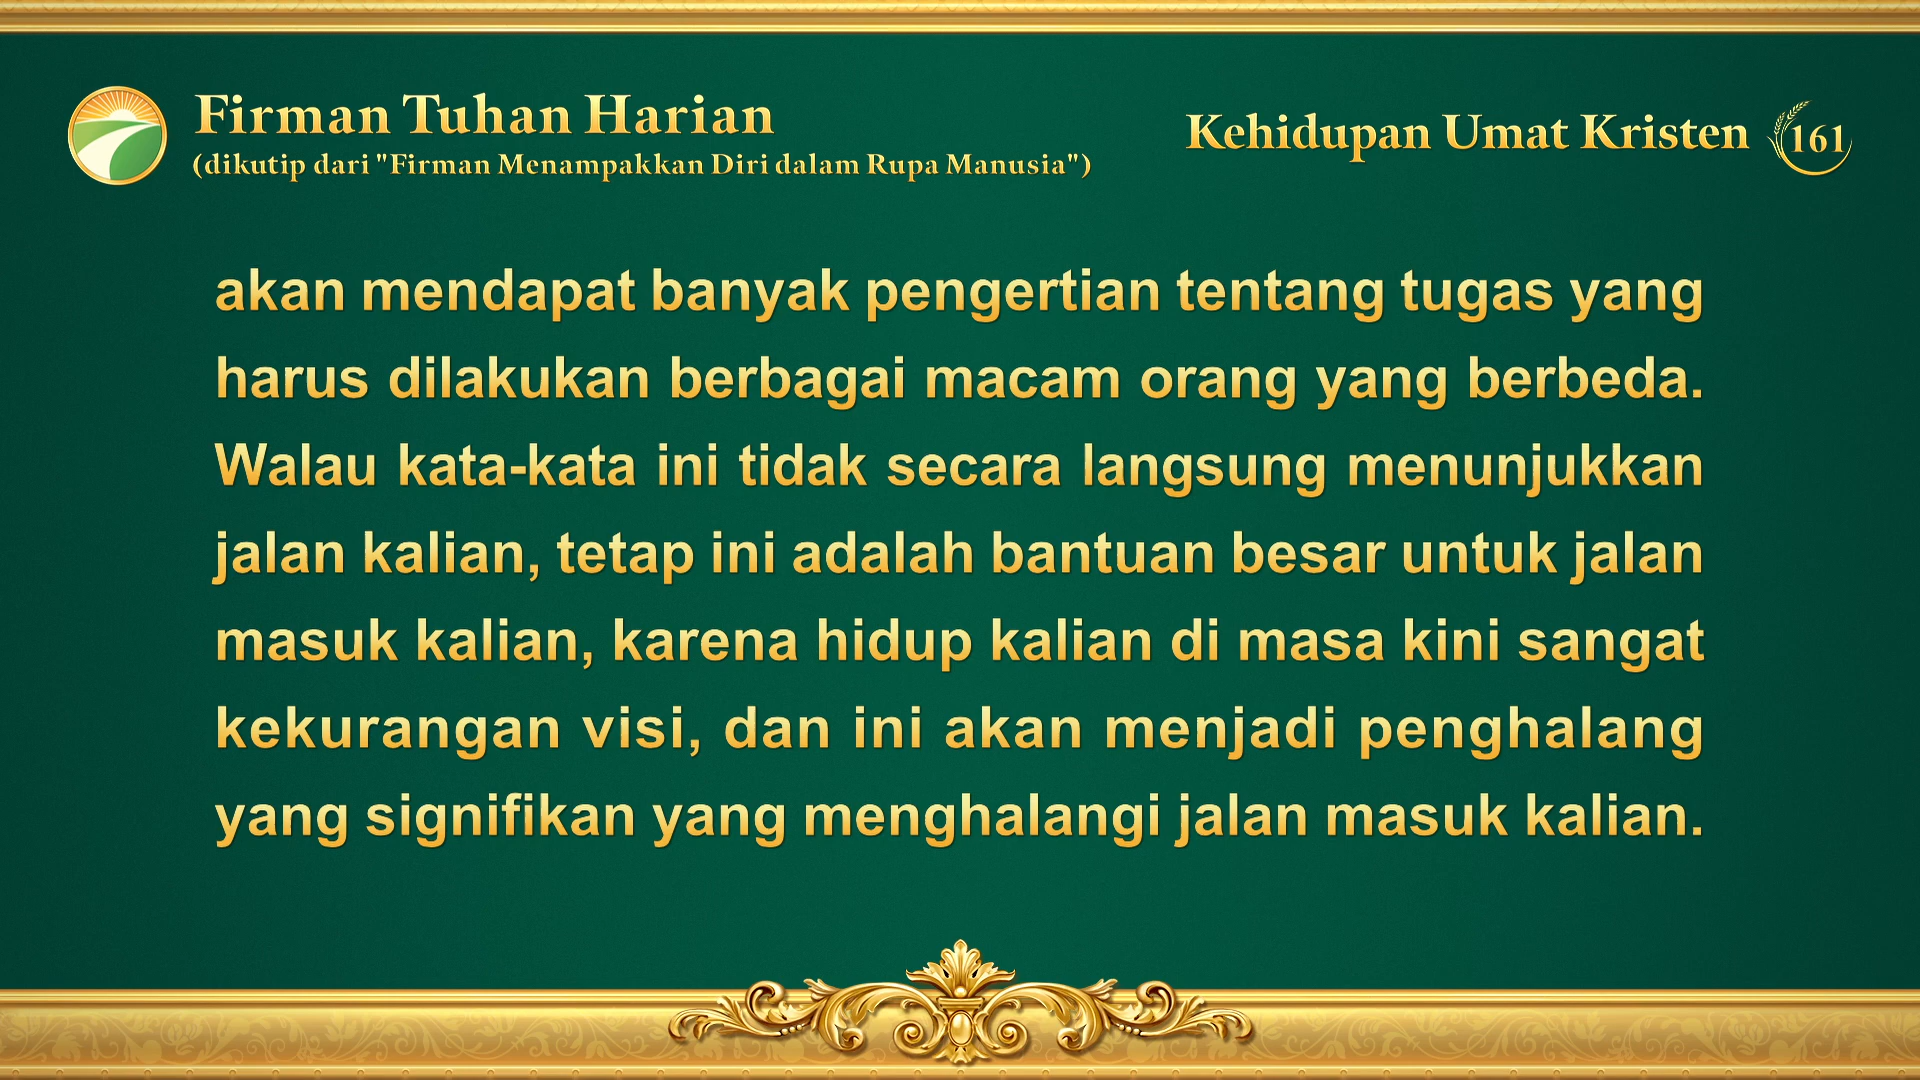 Firman Tuhan Harian
(dikutip dari "Firman Menampakkan Diri dalam Rupa Manusia")
Kehidupan Umat Kristen 161
akan mendapat banyak pengertian tentang tugas yang
harus dilakukan berbagai macam orang yang berbeda.
Walau kata-kata ini tidak secara langsung menunjukkan
jalan kalian, tetap ini adalah bantuan besar untuk jalan
masuk kalian, karena hidup kalian di masa kini sangat
kekurangan visi, dan ini akan menjadi penghalang
yang signifikan yang menghalangi jalan masuk kalian.